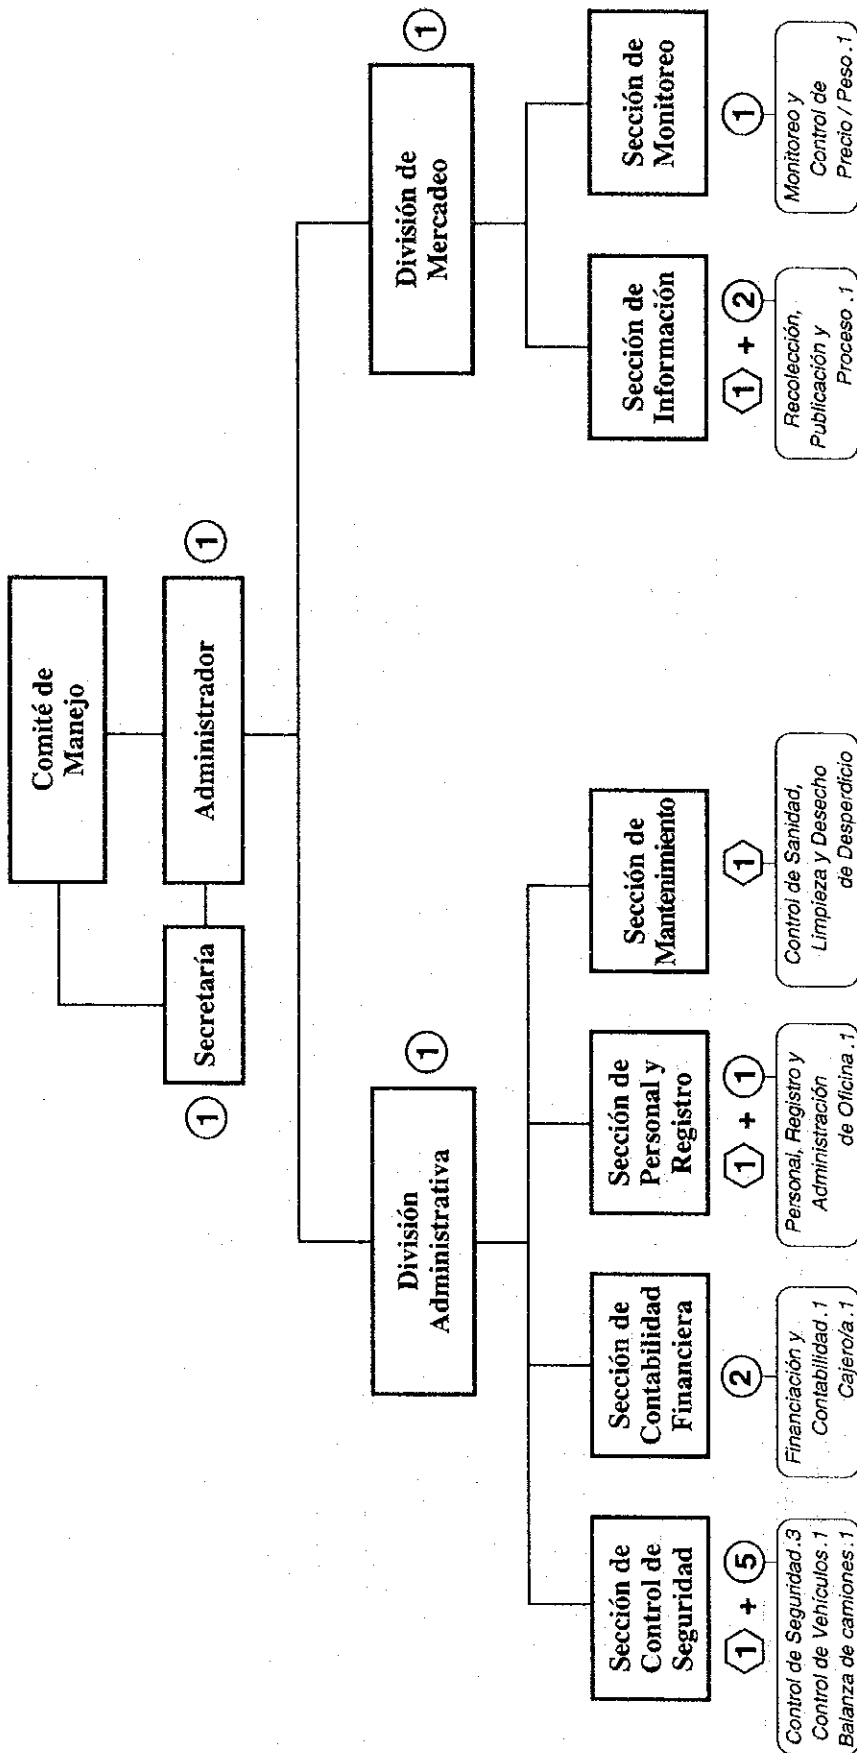 Comité de
Manejo
Secretaría
1
Administrador
1
División
Administrativa
1
División de
Mercadeo
1
Sección de
Control de
Seguridad
1 + 5
Control de Seguridad.3
Control de Vehículos.1
Balanza de camiones.1
Sección de
Contabilidad
Financiera
2
Financiación y
Contabilidad.1
Cajero/a.1
Sección de
Personal y
Registro
1 + 1
Personal, Registro y
Administración
de Oficina.1
Sección de
Mantenimiento
1
Control de Sanidad,
Limpieza y Desecho
de Desperdicio
Sección de
Información
1 + 2
Recolección,
Publicación y
Proceso.1
Sección de
Monitoreo
1
Monitoreo y
Control de
Precio / Peso.1